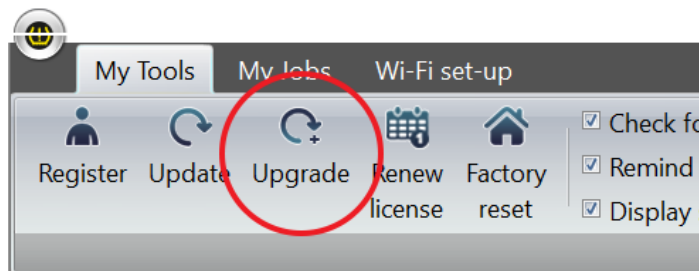 My Tools My Jobs Wi-Fi set-up
Register Update Upgrade Renew license Factory reset
Check fo
Remind
Display